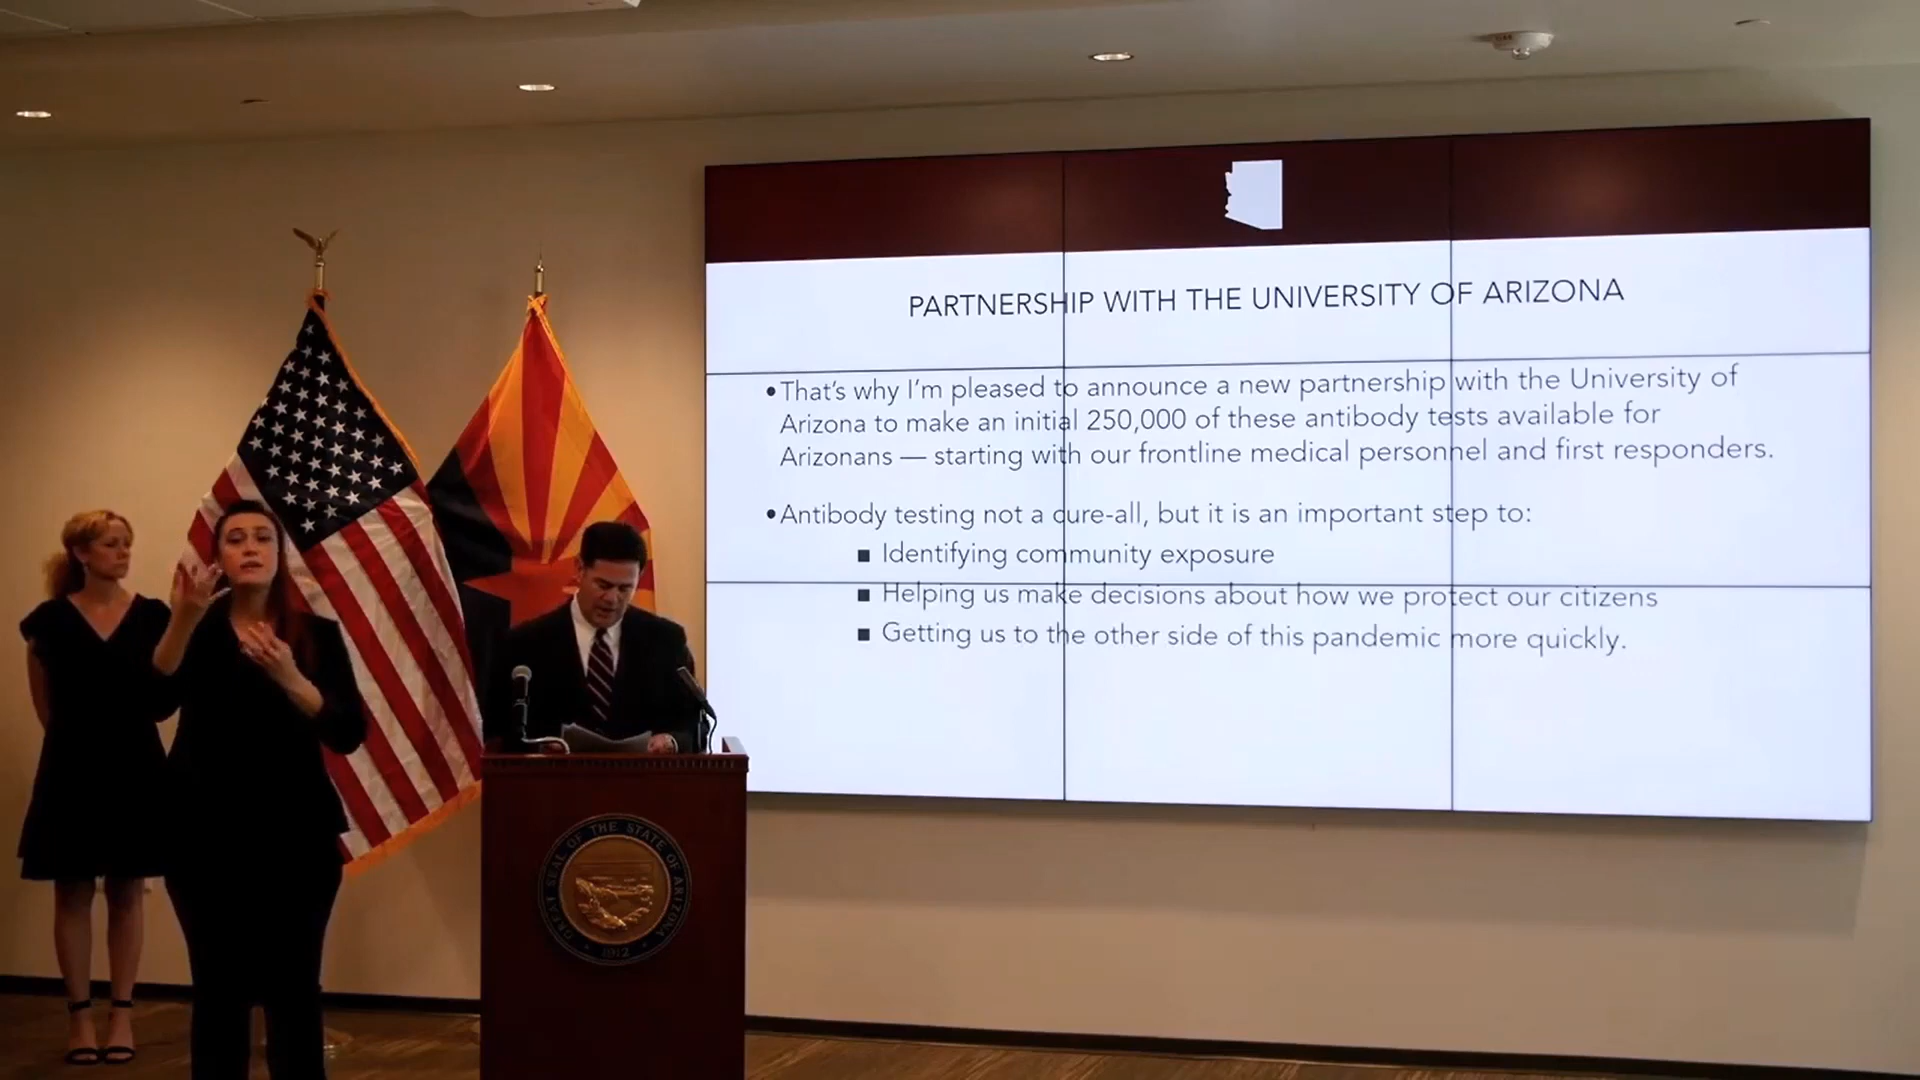 PARTNERSHIP WITH THE UNIVERSITY OF ARIZONA
•That's why I'm pleased to announce a new partnership with the University of
Arizona to make an initial 250,000 of these antibody tests available for
Arizonans — starting with our frontline medical personnel and first responders.
•Antibody testing not a cure-all, but it is an important step to:
▪ Identifying community exposure
▪ Helping us make decisions about how we protect our citizens
▪ Getting us to the other side of this pandemic more quickly.
GREAT SEAL OF THE STATE OF ARIZONA
1912